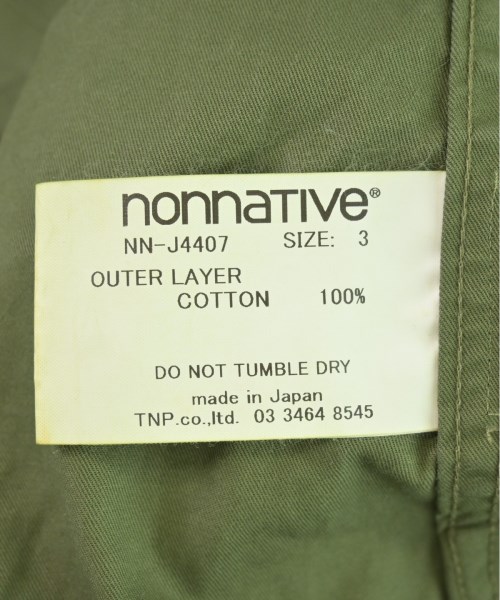 nonnative®
NN-J4407 SIZE: 3
OUTER LAYER
COTTON 100%
DO NOT TUMBLE DRY
made in Japan
TNP.co.,ltd. 03 3464 8545